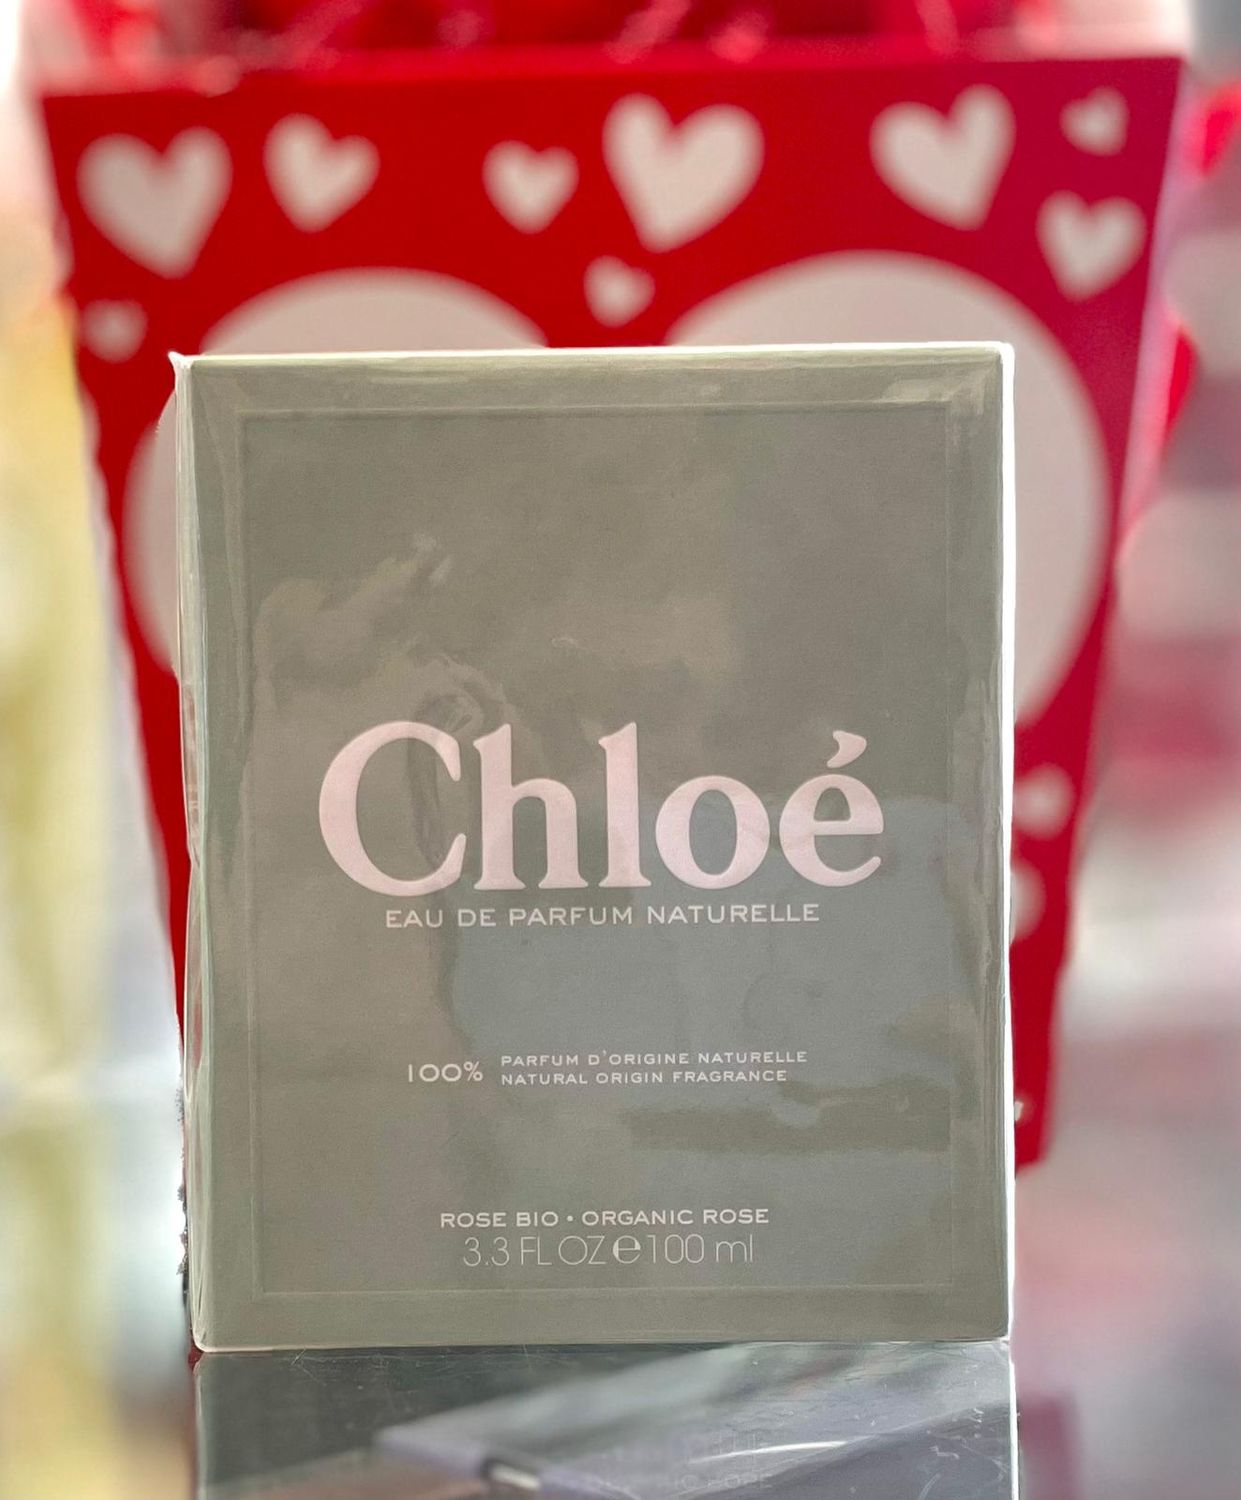 Chloé
EAU DE PARFUM NATURELLE
100% PARFUM D'ORIGINE NATURELLE
NATURAL ORIGIN FRAGRANCE
ROSE BIO • ORGANIC ROSE
3.3 FL OZ e 100 ml